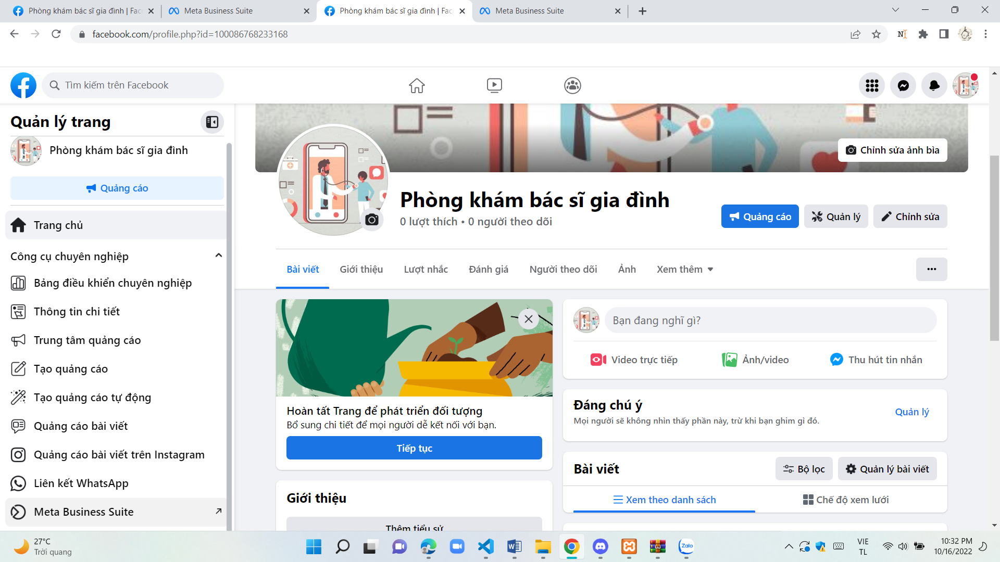 Phòng khám bác sĩ gia đình | Fac
Meta Business Suite
Phòng khám bác sĩ gia đình | Fac
Meta Business Suite
facebook.com/profile.php?id=100086768233168
Tìm kiếm trên Facebook
Quản lý trang
Phòng khám bác sĩ gia đình
Quảng cáo
Trang chủ
Công cụ chuyên nghiệp
Bảng điều khiển chuyên nghiệp
Thông tin chi tiết
Trung tâm quảng cáo
Tạo quảng cáo
Tạo quảng cáo tự động
Quảng cáo bài viết
Quảng cáo bài viết trên Instagram
Liên kết WhatsApp
Meta Business Suite
Chỉnh sửa ảnh bìa
Phòng khám bác sĩ gia đình
0 lượt thích • 0 người theo dõi
Quảng cáo
Quản lý
Chỉnh sửa
Bài viết
Giới thiệu
Lượt nhắc
Đánh giá
Người theo dõi
Ảnh
Xem thêm
Hoàn tất Trang để phát triển đối tượng
Bổ sung chi tiết để mọi người dễ kết nối với bạn.
Tiếp tục
Giới thiệu
Thêm tiểu sử
Bạn đang nghĩ gì?
Video trực tiếp
Ảnh/video
Thu hút tin nhắn
Đáng chú ý
Mọi người sẽ không nhìn thấy phần này, trừ khi bạn ghim gì đó.
Quản lý
Bài viết
Bộ lọc
Quản lý bài viết
Xem theo danh sách
Chế độ xem lưới
27°C
Trời quang
Zalo
VIE
TL
10:32 PM
10/16/2022